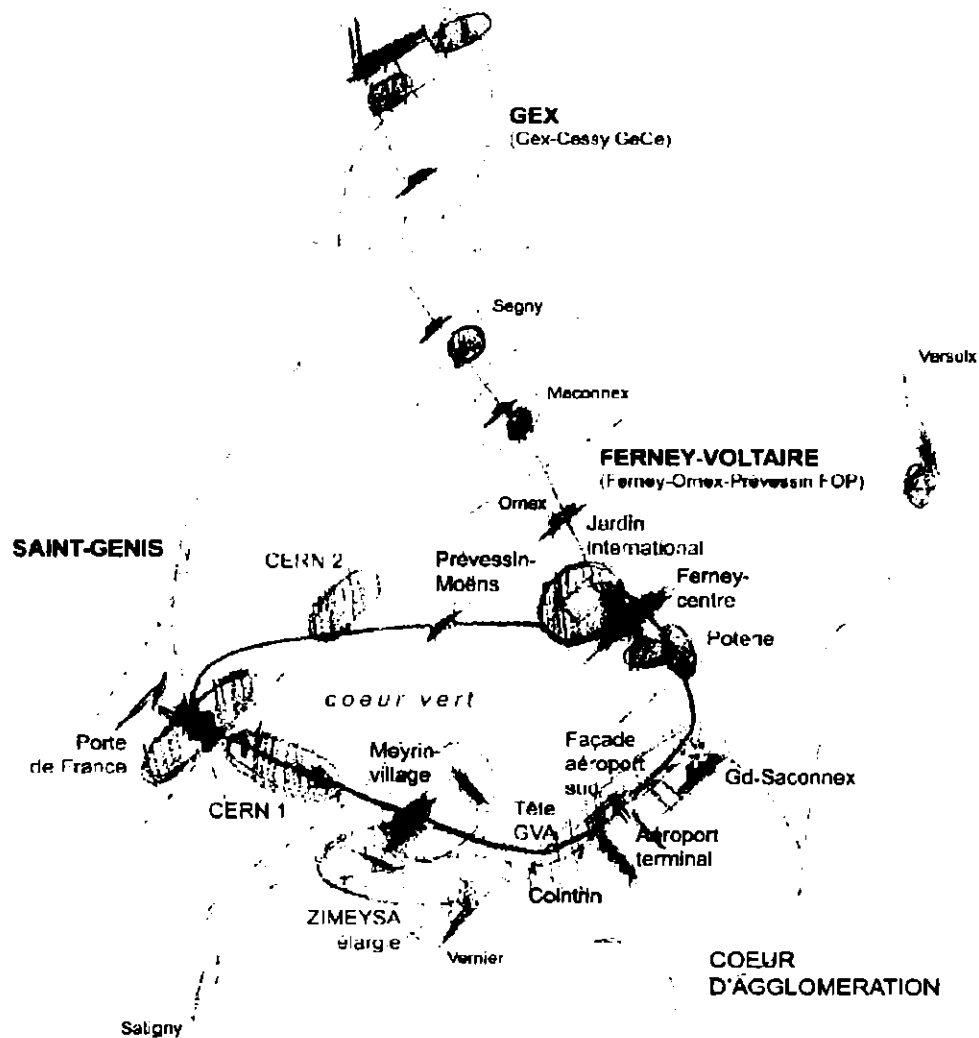 GEX
(Gex-Cessy GeCe)
Segny
Versoix
Maconnex
FERNEY-VOLTAIRE
(Ferney-Ornex-Prévessin FOP)
Ornex
Jardin
international
SAINT-GENIS
CERN 2
Prévessin-
Moëns
Ferney-
centre
Poterie
coeur vert
Porte
de France
Meyrin-
village
Façade
aéroport
sud
Gd-Saconnex
CERN 1
Tête
GVA
Aéroport
terminal
Cointrin
ZIMEYSA
élargie
Vernier
COEUR
D'AGGLOMERATION
Satigny